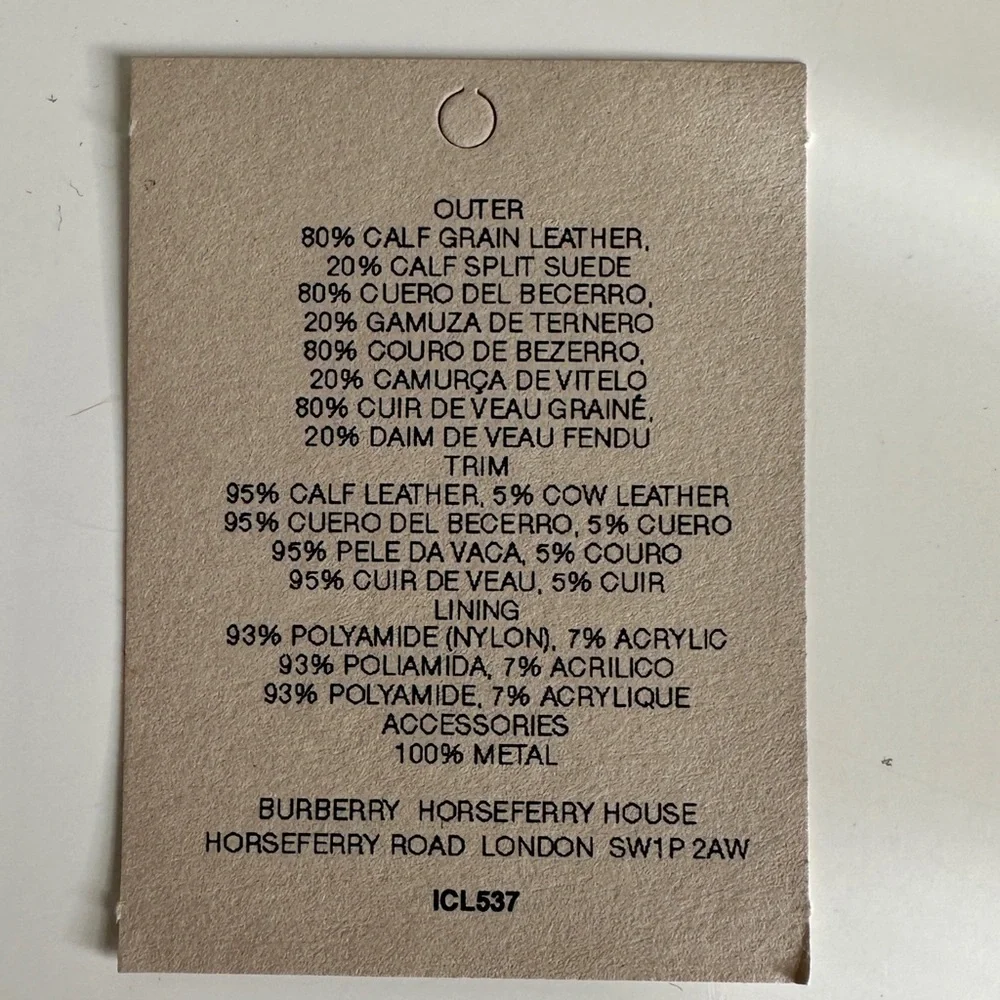 OUTER
80% CALF GRAIN LEATHER,
20% CALF SPLIT SUEDE
80% CUERO DEL BECERRO,
20% GAMUZA DE TERNERO
80% COURO DE BEZERRO,
20% CAMURÇA DE VITELO
80% CUIR DE VEAU GRAINÉ,
20% DAIM DE VEAU FENDU
TRIM
95% CALF LEATHER, 5% COW LEATHER
95% CUERO DEL BECERRO, 5% CUERO
95% PELE DA VACA, 5% COURO
95% CUIR DE VEAU, 5% CUIR
LINING
93% POLYAMIDE (NYLON), 7% ACRYLIC
93% POLIAMIDA, 7% ACRILICO
93% POLYAMIDE, 7% ACRYLIQUE
ACCESSORIES
100% METAL
BURBERRY HORSEFERRY HOUSE
HORSEFERRY ROAD LONDON SW1P 2AW
ICL537